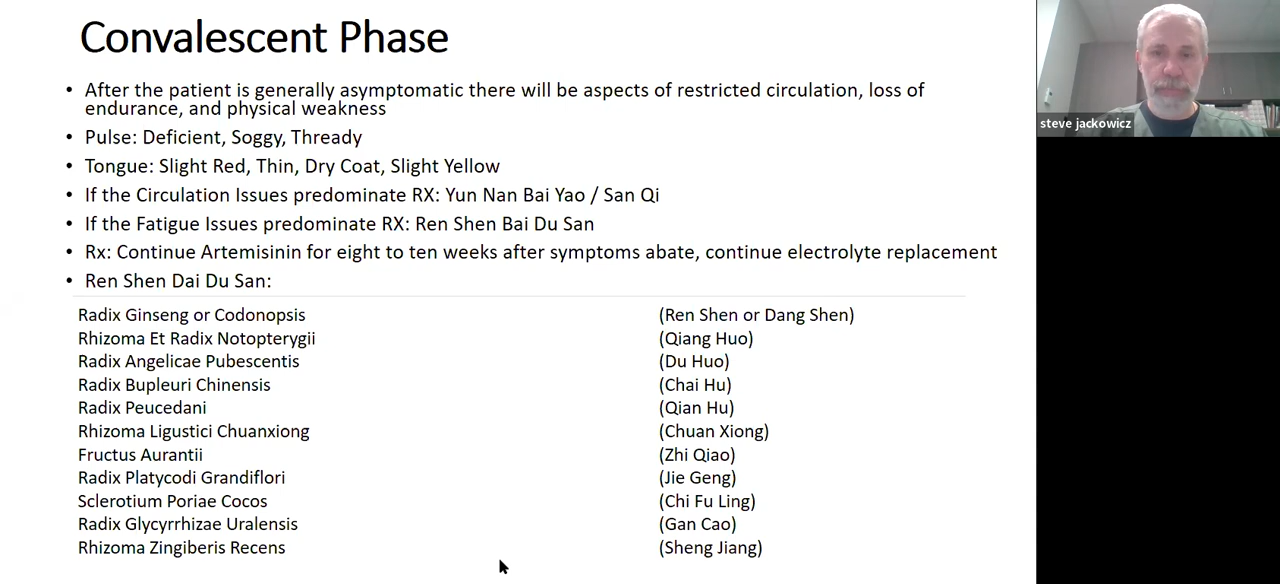 Convalescent Phase
• After the patient is generally asymptomatic there will be aspects of restricted circulation, loss of
endurance, and physical weakness
• Pulse: Deficient, Soggy, Thready
• Tongue: Slight Red, Thin, Dry Coat, Slight Yellow
• If the Circulation Issues predominate RX: Yun Nan Bai Yao / San Qi
• If the Fatigue Issues predominate RX: Ren Shen Bai Du San
• Rx: Continue Artemisinin for eight to ten weeks after symptoms abate, continue electrolyte replacement
• Ren Shen Dai Du San:
Radix Ginseng or Codonopsis (Ren Shen or Dang Shen)
Rhizoma Et Radix Notopterygii (Qiang Huo)
Radix Angelicae Pubescentis (Du Huo)
Radix Bupleuri Chinensis (Chai Hu)
Radix Peucedani (Qian Hu)
Rhizoma Ligustici Chuanxiong (Chuan Xiong)
Fructus Aurantii (Zhi Qiao)
Radix Platycodi Grandiflori (Jie Geng)
Sclerotium Poriae Cocos (Chi Fu Ling)
Radix Glycyrrhizae Uralensis (Gan Cao)
Rhizoma Zingiberis Recens (Sheng Jiang)
steve jackowicz